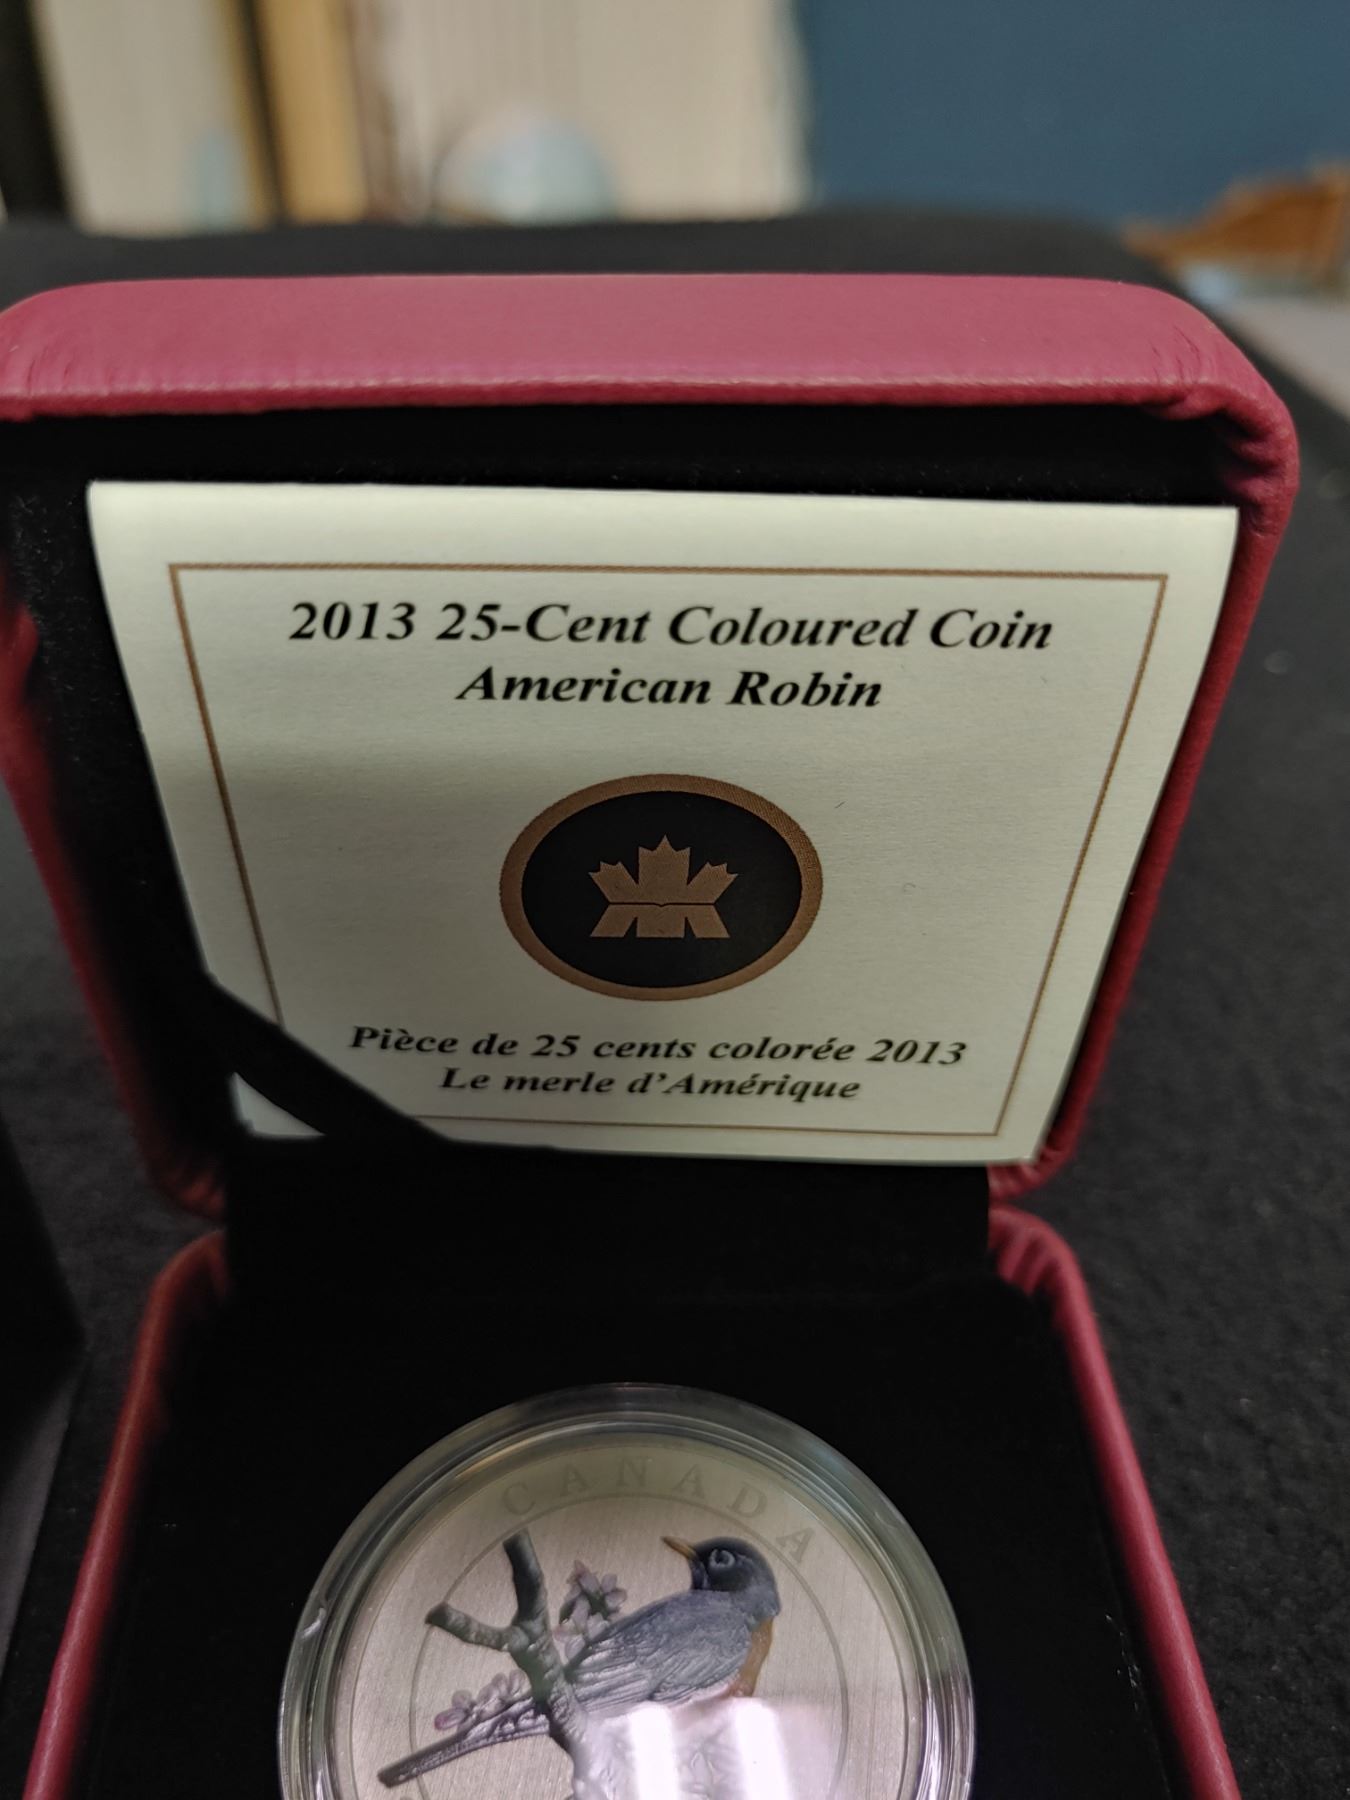 2013 25-Cent Coloured Coin
American Robin
Pièce de 25 cents colorée 2013
Le merle d'Amérique
CANADA